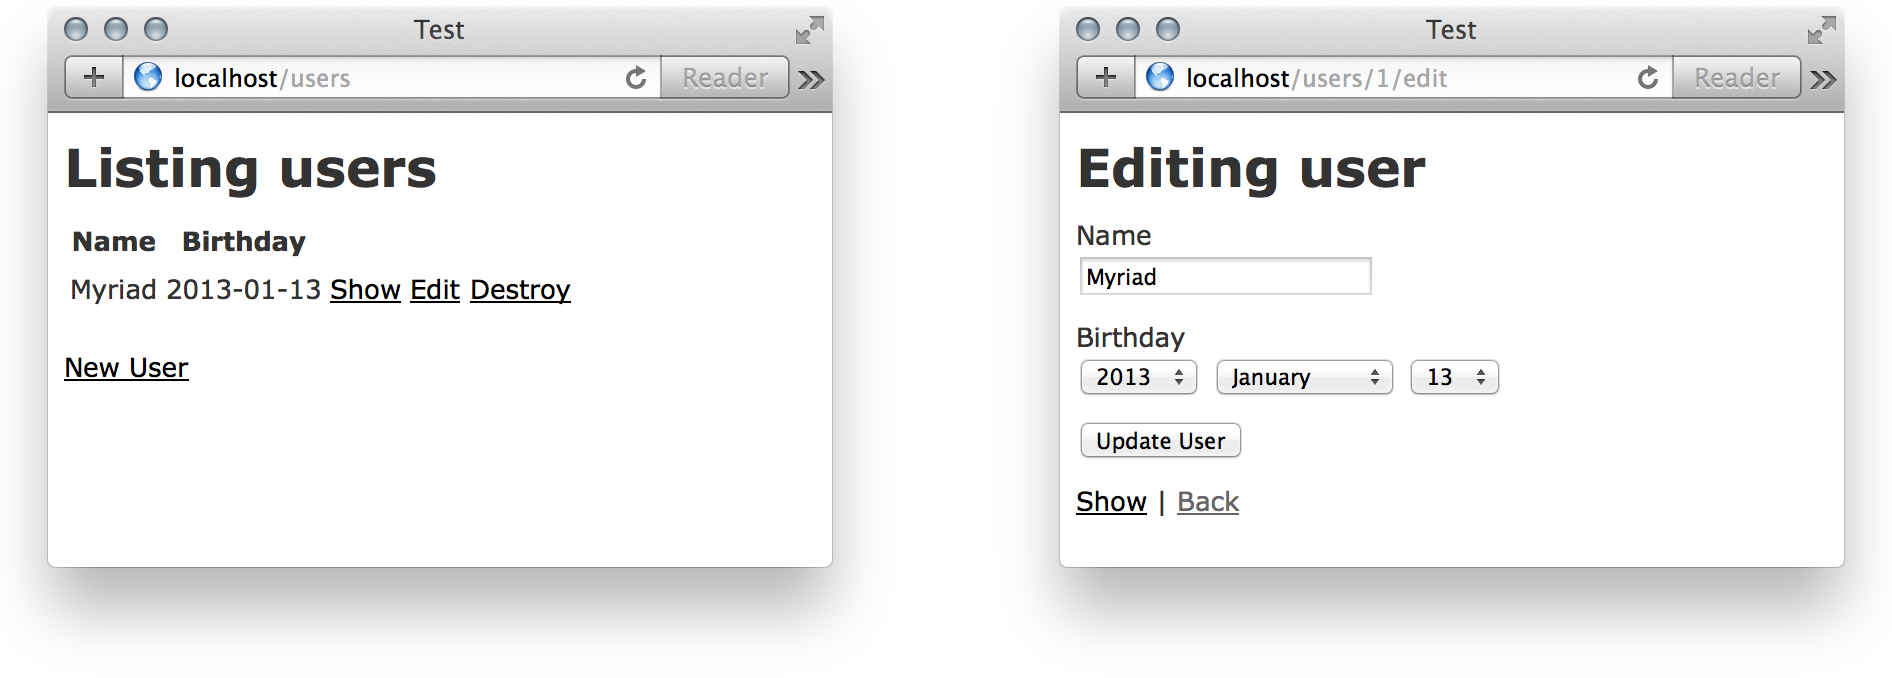 Test
localhost/users
Reader
Listing users
Name Birthday
Myriad 2013-01-13 Show Edit Destroy
New User
Test
localhost/users/1/edit
Reader
Editing user
Name
Myriad
Birthday
2013 January 13
Update User
Show | Back